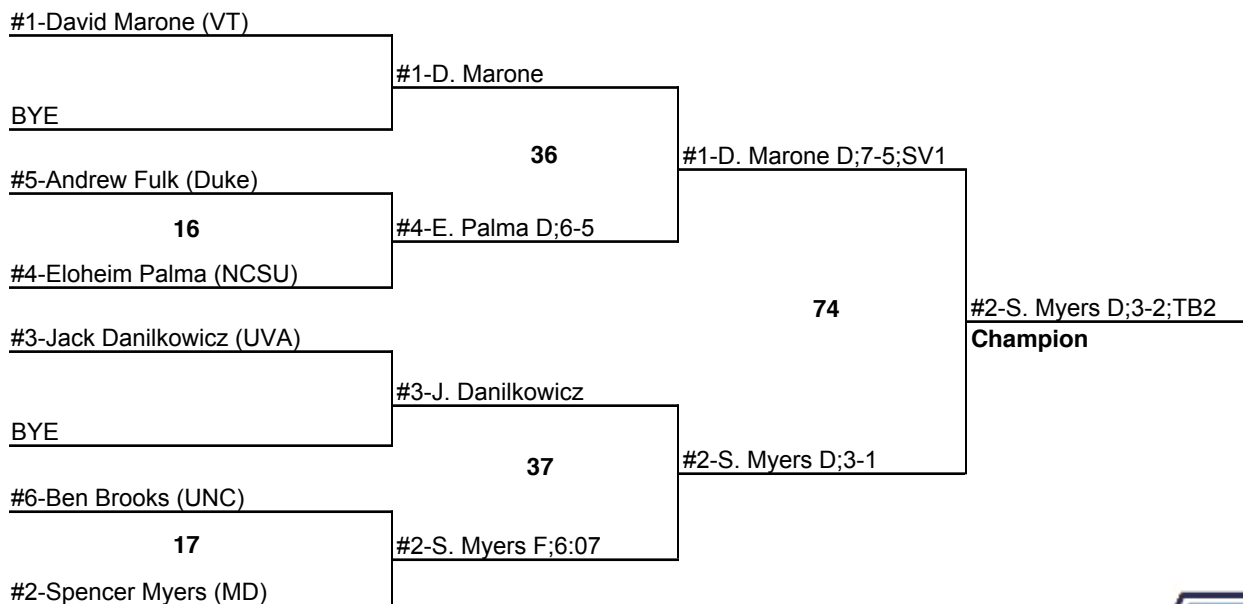 #1-David Marone (VT)
#1-D. Marone
BYE
36
#1-D. Marone D;7-5;SV1
#5-Andrew Fulk (Duke)
16
#4-E. Palma D;6-5
#4-Eloheim Palma (NCSU)
74
#2-S. Myers D;3-2;TB2
Champion
#3-Jack Danilkowicz (UVA)
#3-J. Danilkowicz
BYE
37
#2-S. Myers D;3-1
#6-Ben Brooks (UNC)
17
#2-S. Myers F;6:07
#2-Spencer Myers (MD)